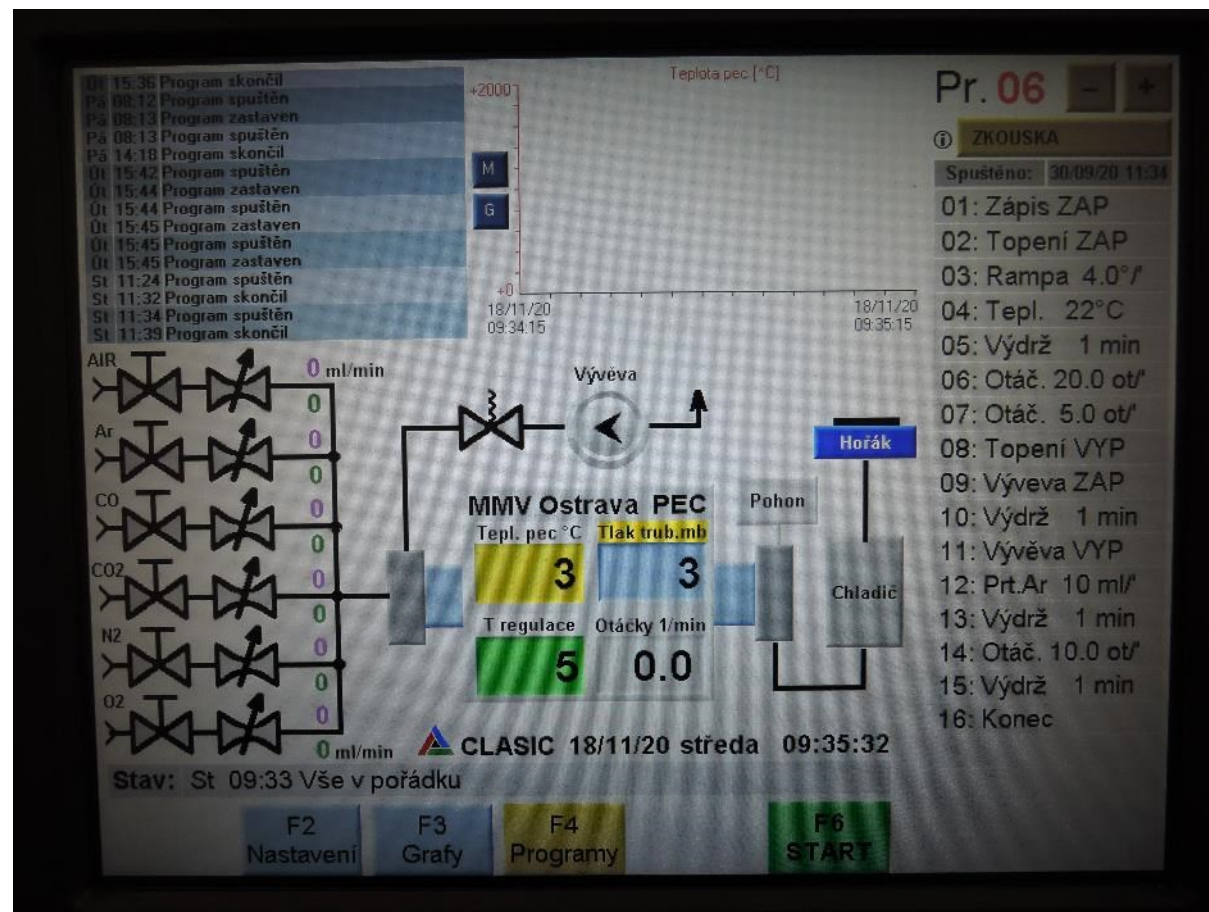 Út 15:36 Program skončil
Pá 08:12 Program spuštěn
Pá 08:13 Program zastaven
Pá 08:13 Program spuštěn
Pá 14:18 Program skončil
Út 15:42 Program spuštěn
Út 15:44 Program zastaven
Út 15:44 Program spuštěn
Út 15:45 Program zastaven
Út 15:45 Program spuštěn
Út 15:45 Program zastaven
St 11:24 Program spuštěn
St 11:32 Program skončil
St 11:34 Program spuštěn
St 11:39 Program skončil
Teplota pec [°C]
+2000
M
G
+0
18/11/20
09:34:15
18/11/20
09:35:15
Pr. 06 - +
ZKOUSKA
Spuštěno: 30/09/20 11:34
01: Zápis ZAP
02: Topení ZAP
03: Rampa 4.0°/'
04: Tepl. 22°C
05: Výdrž 1 min
06: Otáč. 20.0 ot/'
07: Otáč. 5.0 ot/'
08: Topení VYP
09: Výveva ZAP
10: Výdrž 1 min
11: Vývěva VYP
12: Prt.Ar 10 ml/'
13: Výdrž 1 min
14: Otáč. 10.0 ot/'
15: Výdrž 1 min
16: Konec
AIR 0 ml/min
0
Ar 0
0
CO 0
0
CO2 0
0
N2 0
0
O2 0
0 ml/min
Vývěva
Hořák
Pohon
Chladič
MMV Ostrava PEC
Tepl. pec °C Tlak trub.mb
3 3
T regulace Otáčky 1/min
5 0.0
CLASIC 18/11/20 středa 09:35:32
Stav: St 09:33 Vše v pořádku
F2
Nastavení
F3
Grafy
F4
Programy
F6
START